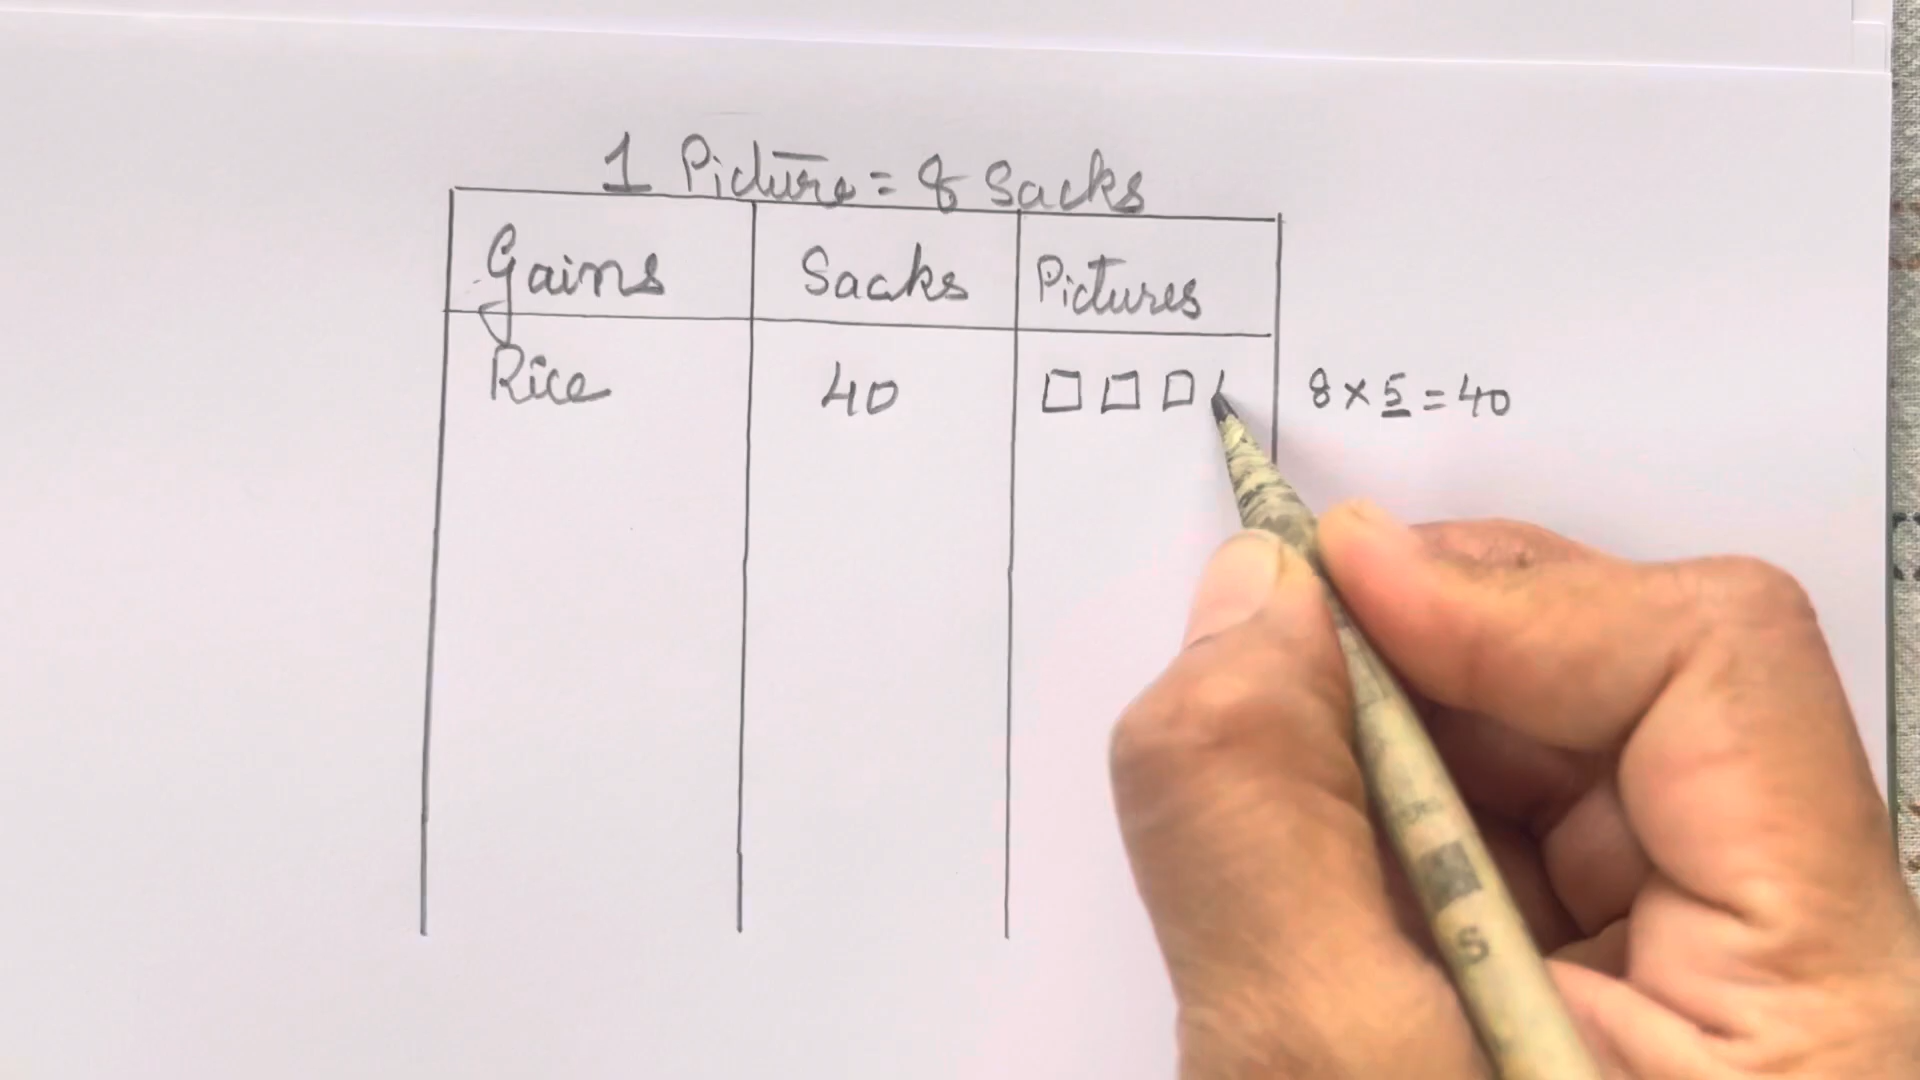 1 Picture = 8 Sacks
Gains Sacks Pictures
Rice 40 8 × 5 = 40
S